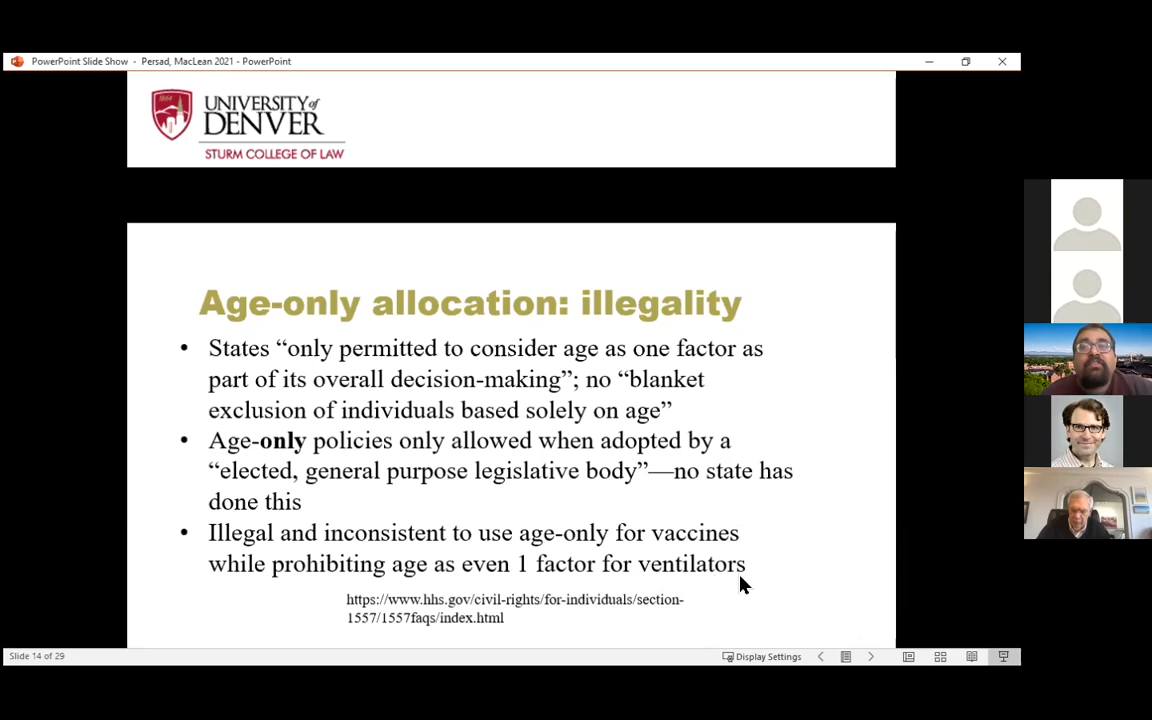 PowerPoint Slide Show - Persad, MacLean 2021 - PowerPoint
UNIVERSITY of
DENVER
STURM COLLEGE OF LAW
Age-only allocation: illegality
• States “only permitted to consider age as one factor as
part of its overall decision-making”; no “blanket
exclusion of individuals based solely on age”
• Age-only policies only allowed when adopted by a
“elected, general purpose legislative body”—no state has
done this
• Illegal and inconsistent to use age-only for vaccines
while prohibiting age as even 1 factor for ventilators
https://www.hhs.gov/civil-rights/for-individuals/section-
1557/1557faqs/index.html
Slide 14 of 29
Display Settings